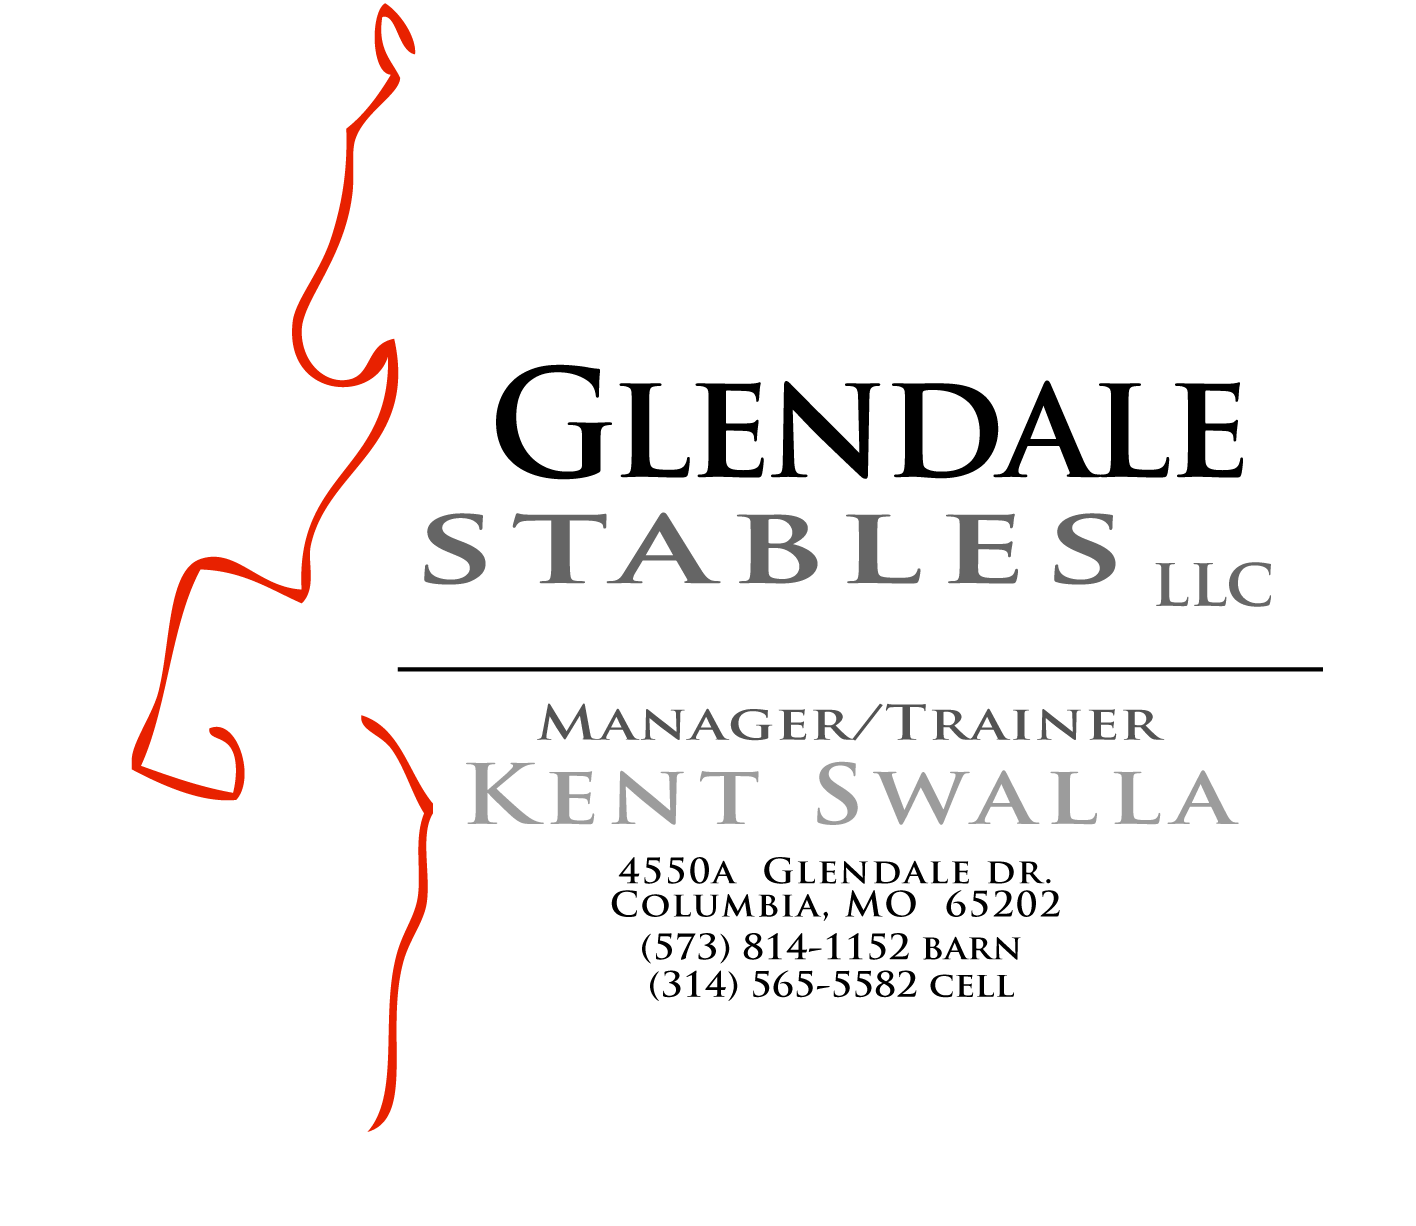 Glendale
STABLES LLC
Manager/Trainer
Kent Swalla
4550A Glendale dr.
Columbia, MO 65202
(573) 814-1152 barn
(314) 565-5582 cell